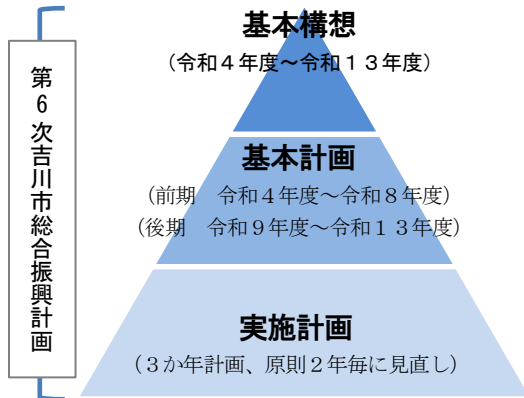 第6次吉川市総合振興計画
基本構想
（令和４年度～令和１３年度）
基本計画
（前期　令和４年度～令和８年度）
（後期　令和９年度～令和１３年度）
実施計画
（３か年計画、原則２年毎に見直し）